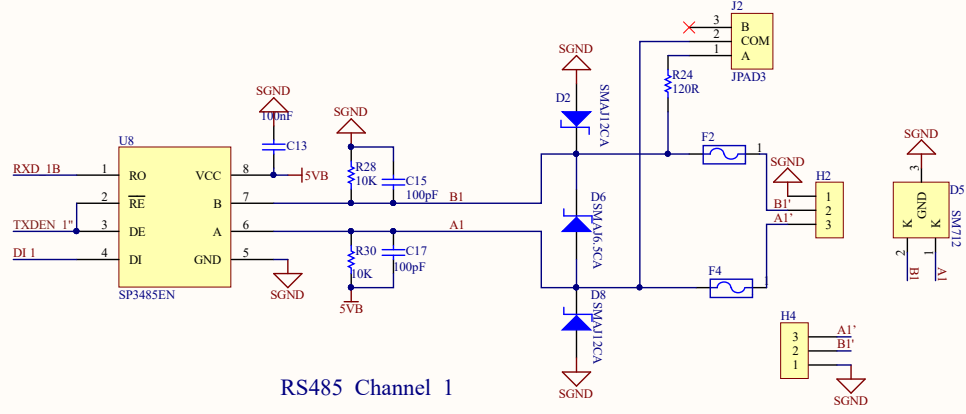 J2
3
B
2
COM
1
A
JPAD3
SGND
R24
120R
D2
SMAJ12CA
SGND
100nF
C13
SGND
U8
RXD_1B
1
RO
VCC
8
5VB
R28
10K
C15
100pF
F2
1
SGND
H2
2
RE
B
7
B1
B1'
1
2
3
TXDEN_1"
3
DE
A
6
A1
D6
SMAJ6.5CA
A1'
DI 1
4
DI
GND
5
R30
10K
C17
100pF
SP3485EN
SGND
5VB
F4
1
D8
SMAJ12CA
SGND
SGND
3
D5
GND
K
K
SM712
2
1
B1
A1
H4
3
A1'
2
B1'
1
SGND
RS485 Channel 1